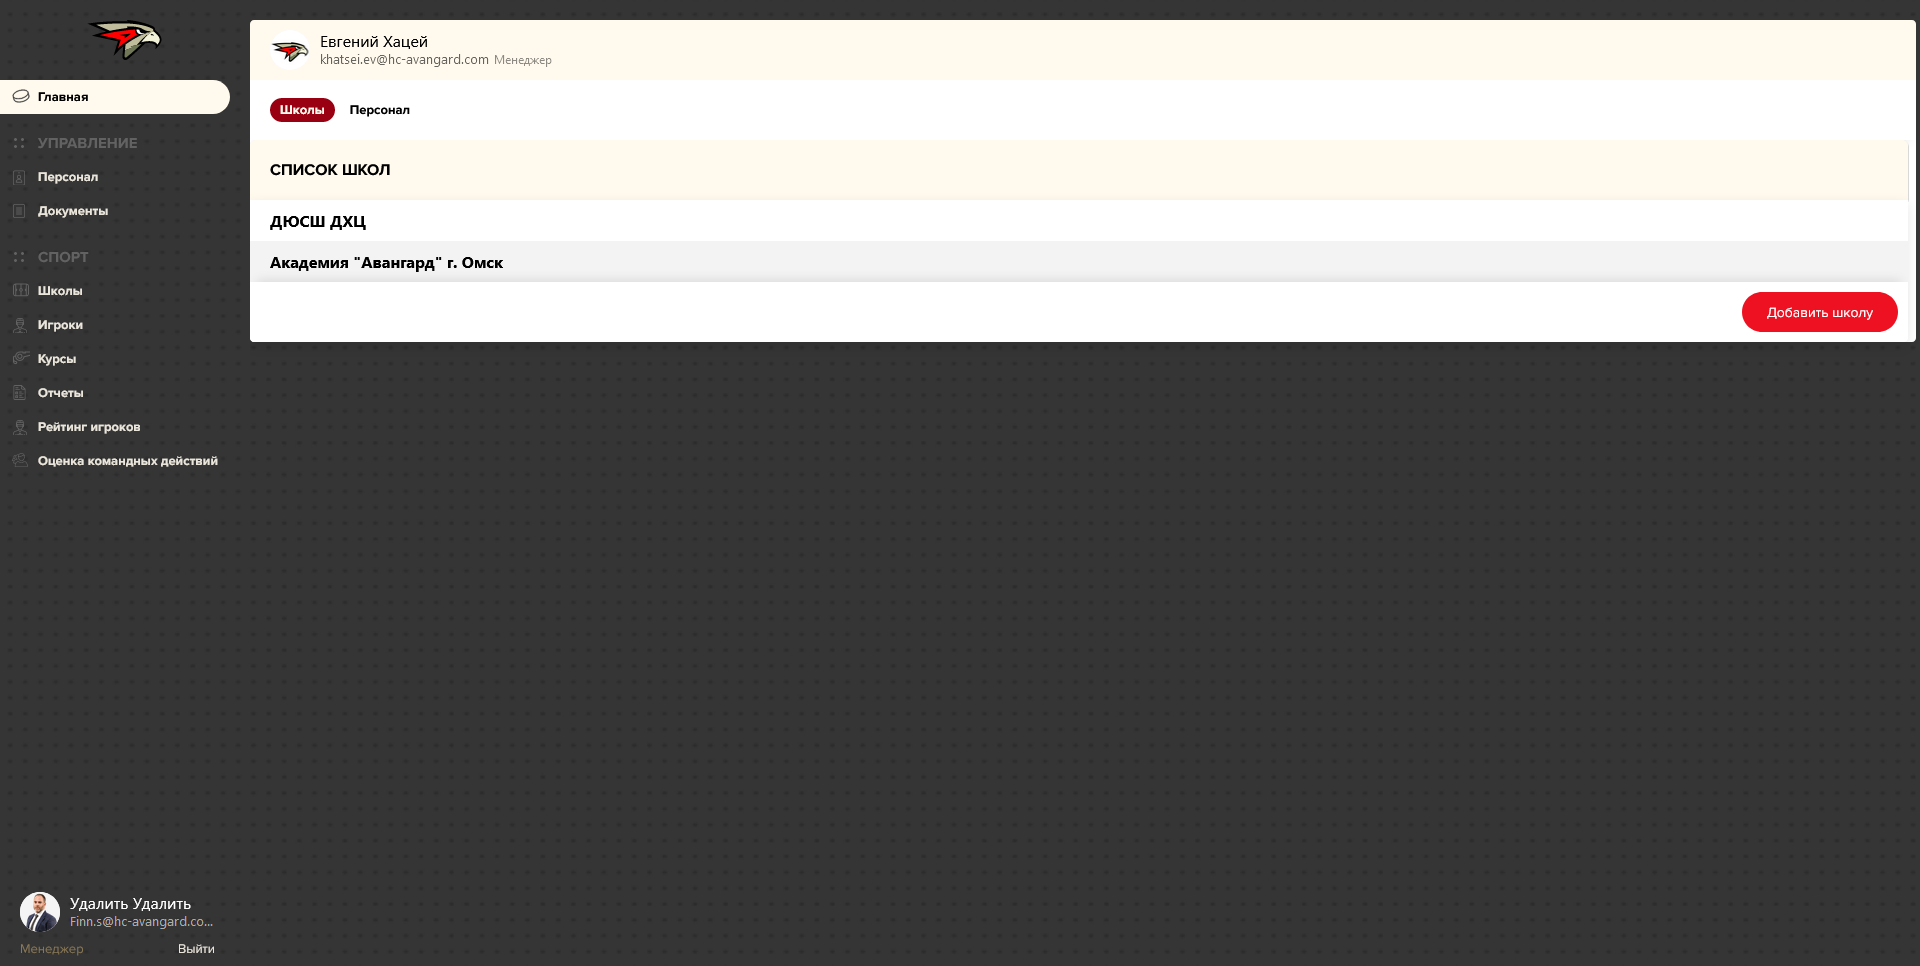 Главная
УПРАВЛЕНИЕ
Персонал
Документы
СПОРТ
Школы
Игроки
Курсы
Отчеты
Рейтинг игроков
Оценка командных действий
Удалить Удалить
Finn.s@hc-avangard.co...
Менеджер Выйти
Евгений Хацей
khatsei.ev@hc-avangard.com Менеджер
Школы Персонал
СПИСОК ШКОЛ
ДЮСШ ДХЦ
Академия "Авангард" г. Омск
Добавить школу